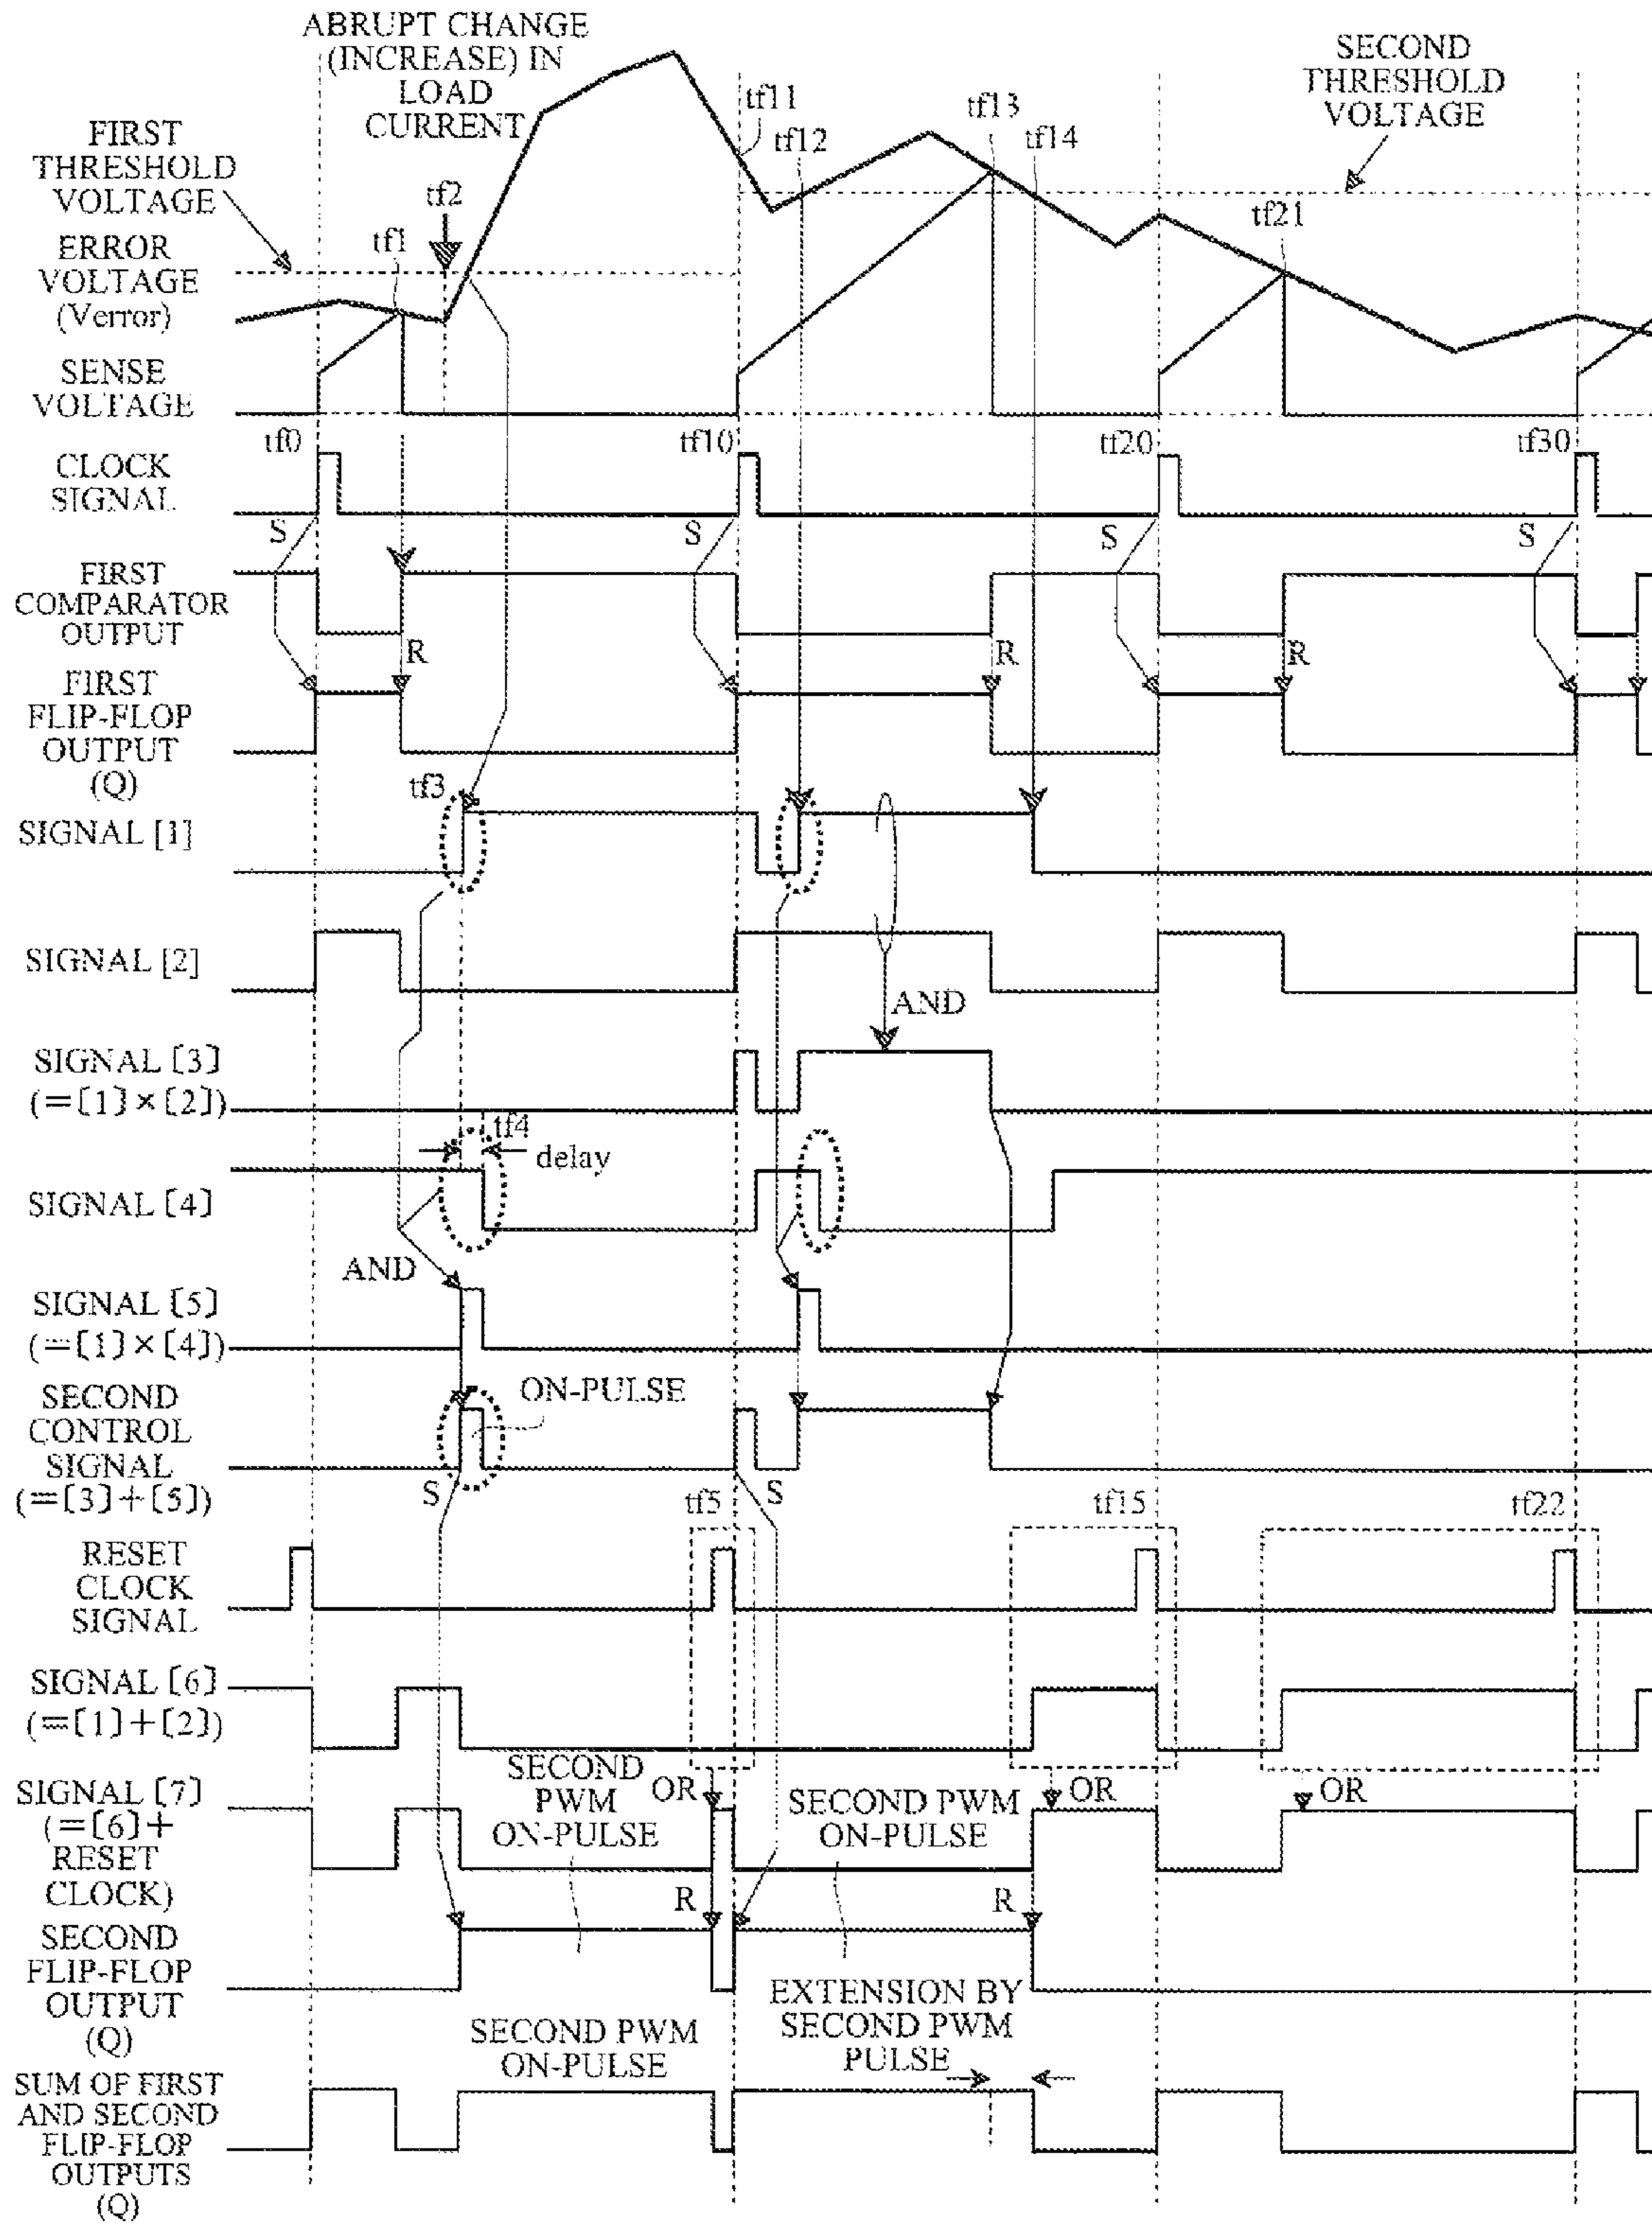 ABRUPT CHANGE
(INCREASE) IN
LOAD
CURRENT
SECOND
THRESHOLD
VOLTAGE
FIRST
THRESHOLD
VOLTAGE
tf11
tf12
tf13
tf14
tf2
tf1
tf21
ERROR
VOLTAGE
(Verror)
SENSE
VOLTAGE
tf0
tf10
tf20
tf30
CLOCK
SIGNAL
S
S
S
S
FIRST
COMPARATOR
OUTPUT
R
R
R
FIRST
FLIP-FLOP
OUTPUT
(Q)
tf3
SIGNAL [1]
SIGNAL [2]
AND
SIGNAL [3]
(=[1]×[2])
tf4
delay
SIGNAL [4]
AND
SIGNAL [5]
(=[1]×[4])
ON-PULSE
SECOND
CONTROL
SIGNAL
(=[3]+[5])
S
S
tf5
tf15
tf22
RESET
CLOCK
SIGNAL
SIGNAL [6]
(=[1]+[2])
SECOND
PWM
ON-PULSE
OR
SECOND PWM
ON-PULSE
OR
OR
SIGNAL [7]
(=[6]+
RESET
CLOCK)
R
R
SECOND
FLIP-FLOP
OUTPUT
(Q)
EXTENSION BY
SECOND PWM
PULSE
SECOND PWM
ON-PULSE
SUM OF FIRST
AND SECOND
FLIP-FLOP
OUTPUTS
(Q)